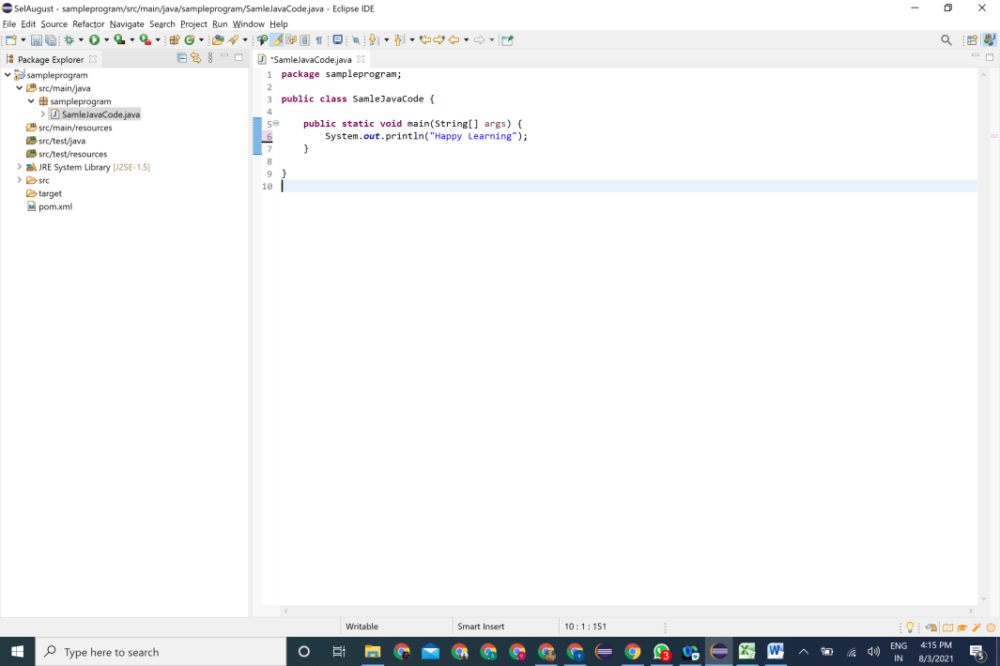 SelAugust - sampleprogram/src/main/java/sampleprogram/SamleJavaCode.java - Eclipse IDE
File Edit Source Refactor Navigate Search Project Run Window Help
Package Explorer
sampleprogram
src/main/java
sampleprogram
SamleJavaCode.java
src/main/resources
src/test/java
src/test/resources
JRE System Library [J2SE-1.5]
src
target
pom.xml
*SamleJavaCode.java
1 package sampleprogram;
2
3 public class SamleJavaCode {
4
5 public static void main(String[] args) {
6 System.out.println("Happy Learning");
7 }
8
9 }
10
Writable Smart Insert 10 : 1 : 151
Type here to search
3
ENG
IN
4:15 PM
8/3/2021
5